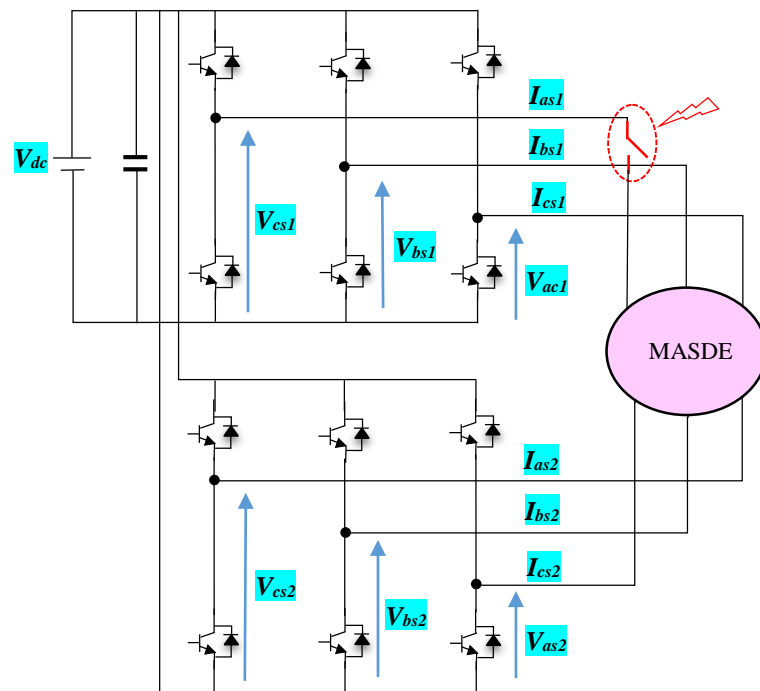 Ias1
Vdc
Ibs1
Ics1
Vcs1
Vbs1
Vac1
MASDE
Ias2
Ibs2
Ics2
Vcs2
Vbs2
Vas2